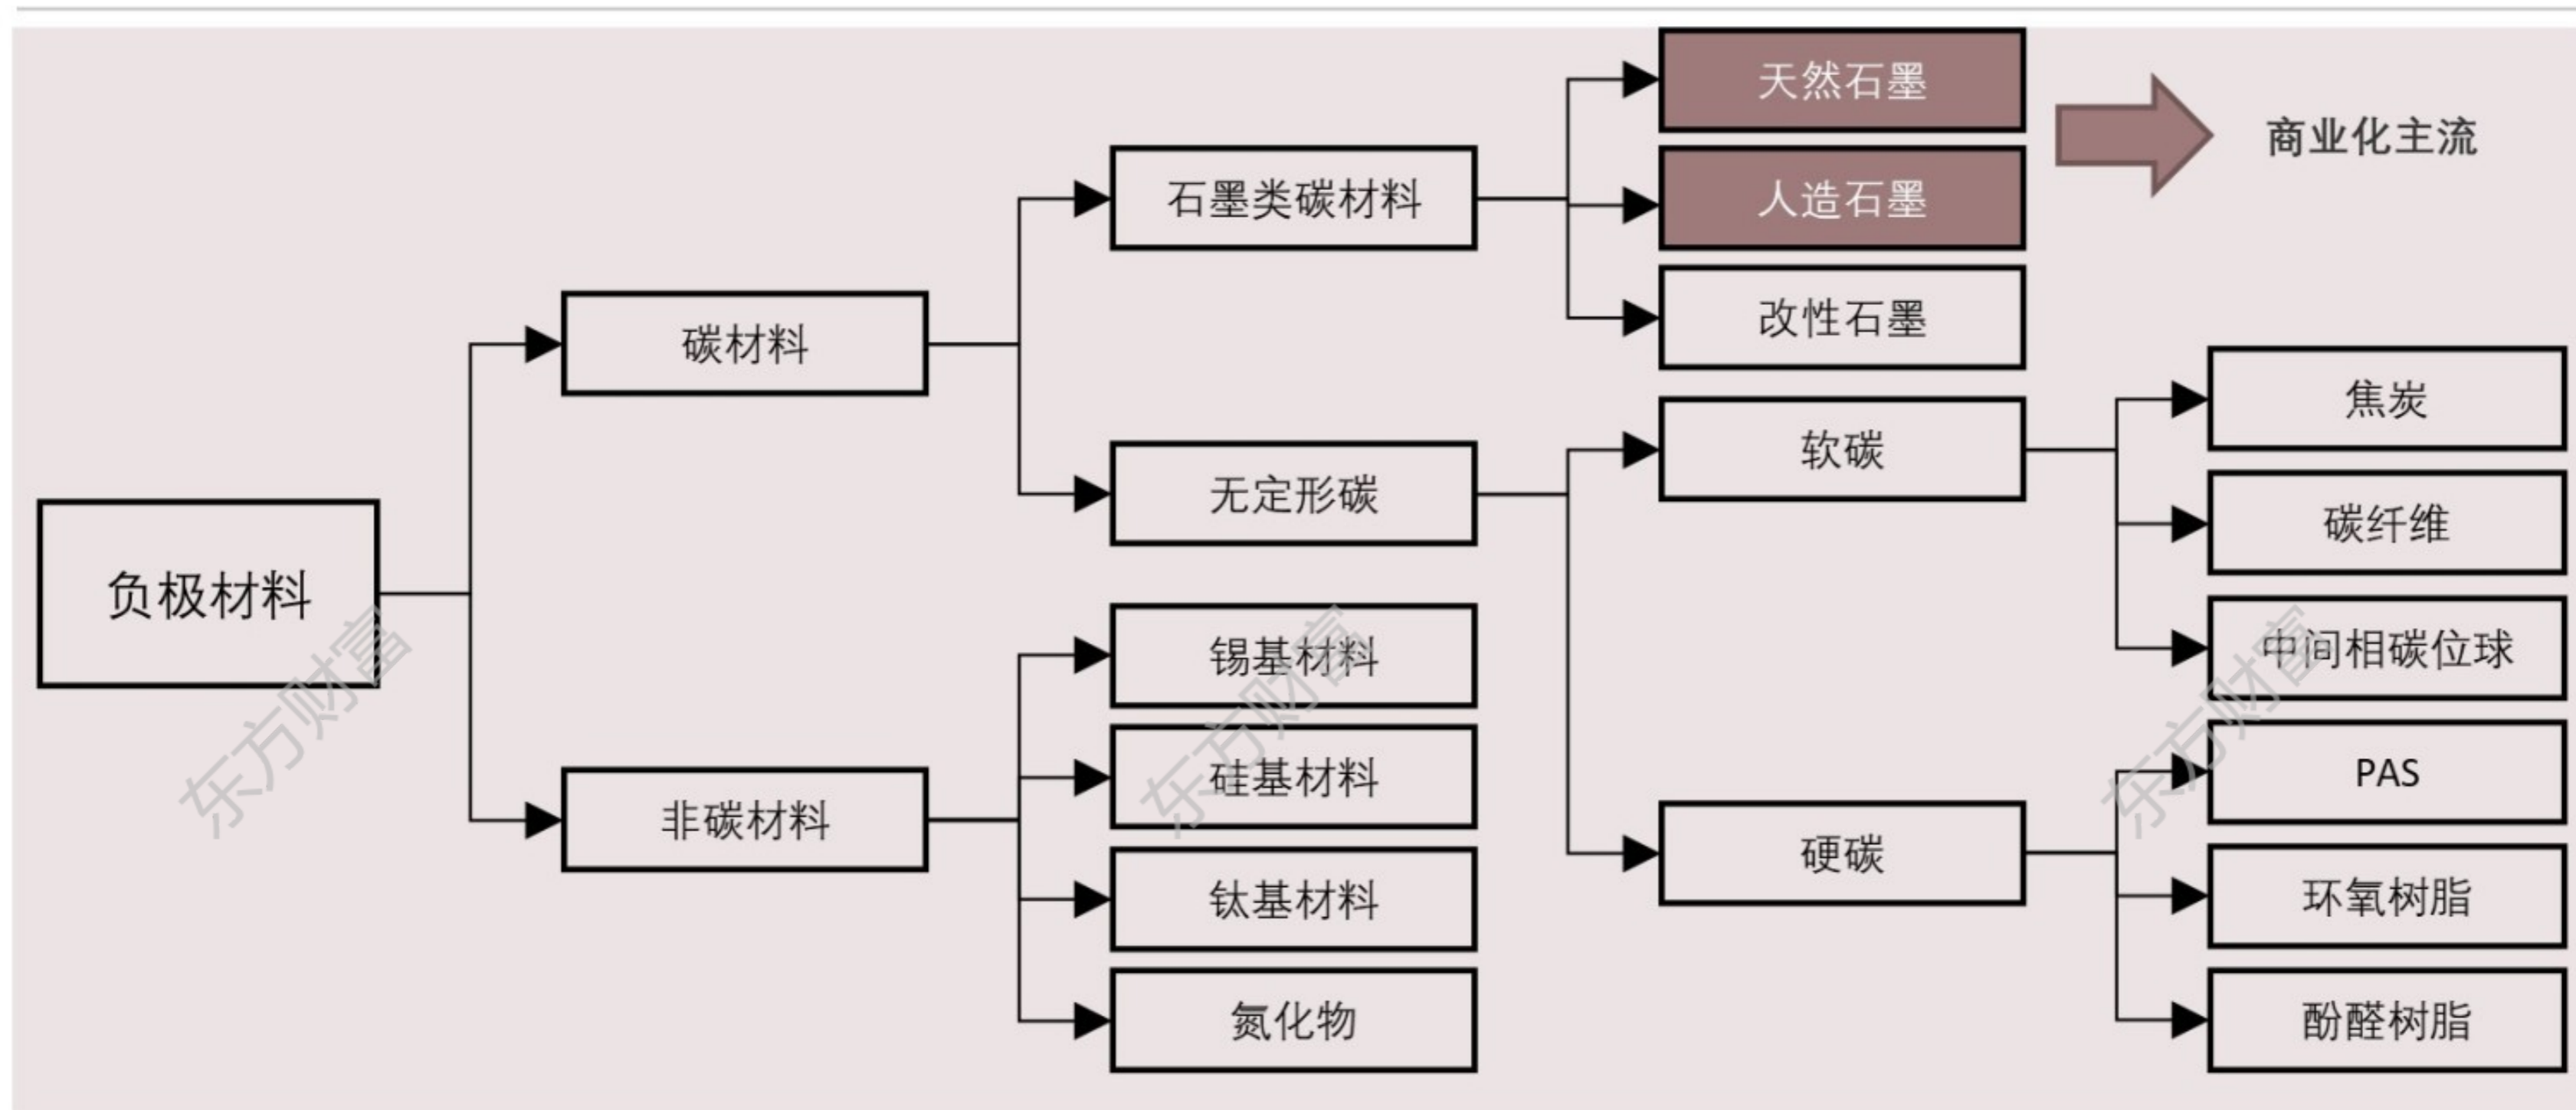 天然石墨
商业化主流
石墨类碳材料
人造石墨
碳材料
改性石墨
焦炭
软碳
无定形碳
碳纤维
负极材料
锡基材料
中间相碳位球
硅基材料
PAS
非碳材料
硬碳
钛基材料
环氧树脂
氮化物
酚醛树脂
东方财富
东方财富
东方财富